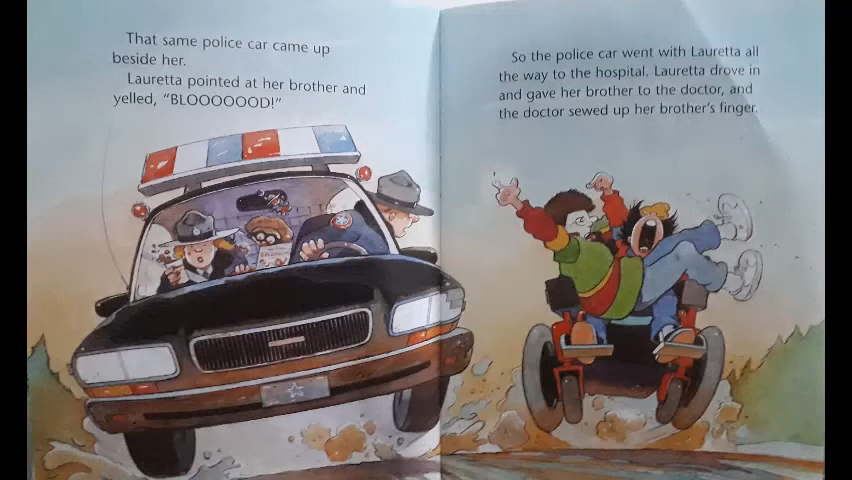 That same police car came up
beside her.
Lauretta pointed at her brother and
yelled, "BLOOOOOOD!"
So the police car went with Lauretta all
the way to the hospital. Lauretta drove in
and gave her brother to the doctor, and
the doctor sewed up her brother's finger.